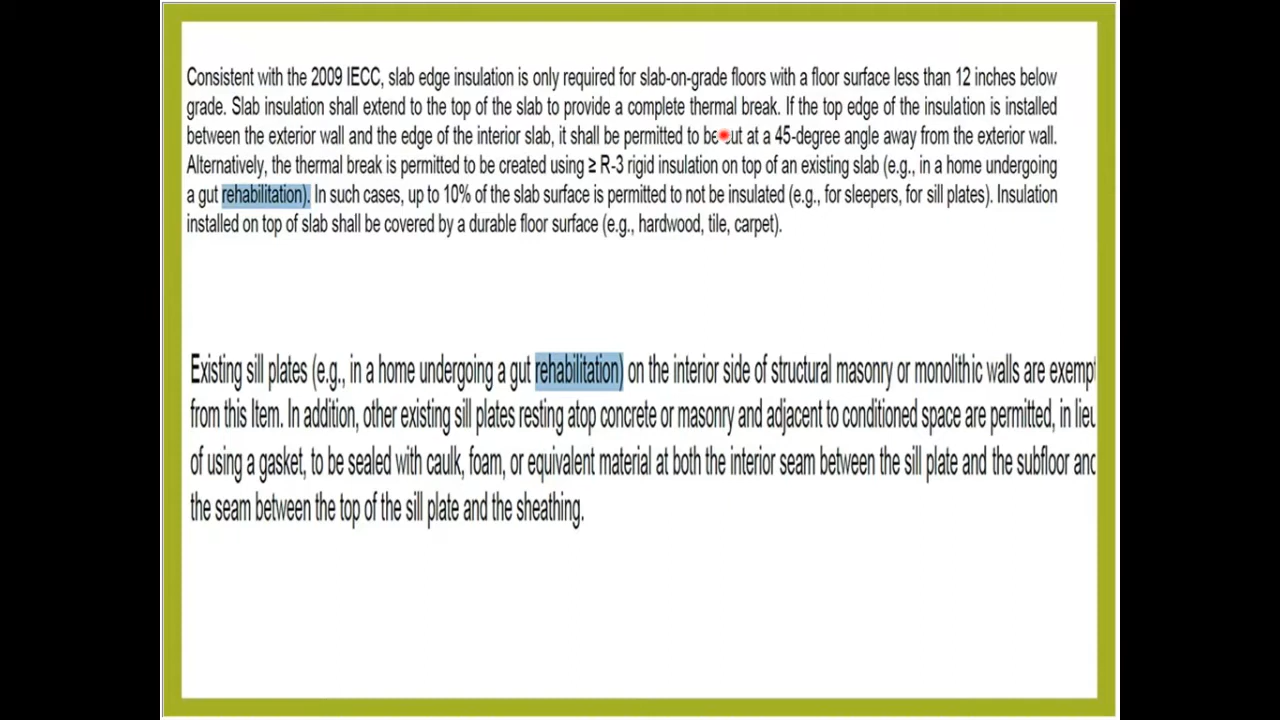 Consistent with the 2009 IECC, slab edge insulation is only required for slab-on-grade floors with a floor surface less than 12 inches below
grade. Slab insulation shall extend to the top of the slab to provide a complete thermal break. If the top edge of the insulation is installed
between the exterior wall and the edge of the interior slab, it shall be permitted to be cut at a 45-degree angle away from the exterior wall.
Alternatively, the thermal break is permitted to be created using ≥ R-3 rigid insulation on top of an existing slab (e.g., in a home undergoing
a gut rehabilitation). In such cases, up to 10% of the slab surface is permitted to not be insulated (e.g., for sleepers, for sill plates). Insulation
installed on top of slab shall be covered by a durable floor surface (e.g., hardwood, tile, carpet).
Existing sill plates (e.g., in a home undergoing a gut rehabilitation) on the interior side of structural masonry or monolithic walls are exempt
from this Item. In addition, other existing sill plates resting atop concrete or masonry and adjacent to conditioned space are permitted, in lieu
of using a gasket, to be sealed with caulk, foam, or equivalent material at both the interior seam between the sill plate and the subfloor and
the seam between the top of the sill plate and the sheathing.